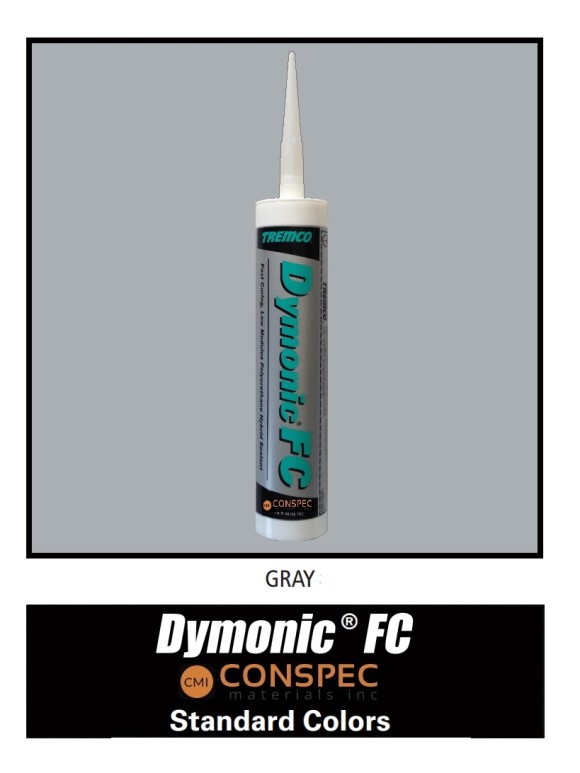 TREMCO
Dymonic® FC
Fast Curing, Low Modulus Polyurethane Hybrid Sealant
TREMCO
CONSPEC
GRAY
Dymonic® FC
CMI CONSPEC
materials inc
Standard Colors